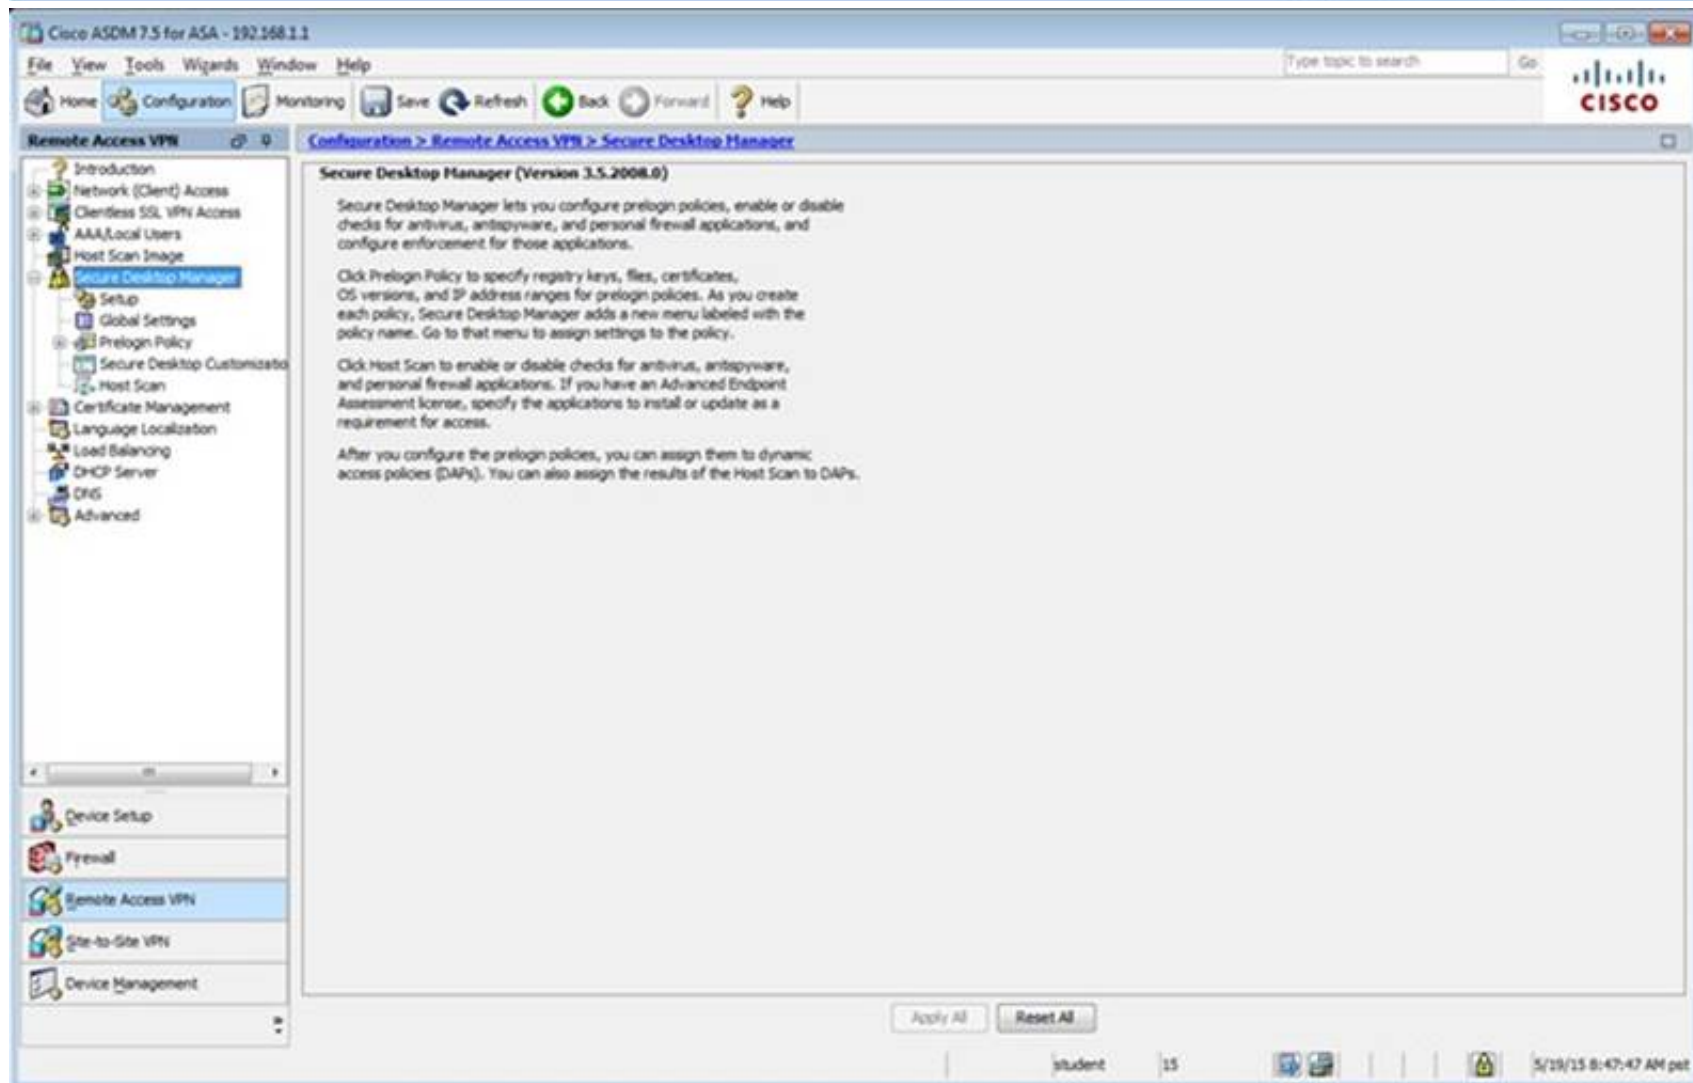 Cisco ASDM 7.5 for ASA - 192.168.1.1
File View Tools Wizards Window Help
Type topic to search Go
Home Configuration Monitoring Save Refresh Back Forward Help
CISCO
Remote Access VPN
Configuration > Remote Access VPN > Secure Desktop Manager
Introduction
Network (Client) Access
Clientless SSL VPN Access
AAA/Local Users
Host Scan Image
Secure Desktop Manager
Setup
Global Settings
Prelogin Policy
Secure Desktop Customizatio
Host Scan
Certificate Management
Language Localization
Load Balancing
DHCP Server
DNS
Advanced
Secure Desktop Manager (Version 3.5.2008.0)
Secure Desktop Manager lets you configure prelogin policies, enable or disable
checks for antivirus, antispyware, and personal firewall applications, and
configure enforcement for those applications.
Click Prelogin Policy to specify registry keys, files, certificates,
OS versions, and IP address ranges for prelogin policies. As you create
each policy, Secure Desktop Manager adds a new menu labeled with the
policy name. Go to that menu to assign settings to the policy.
Click Host Scan to enable or disable checks for antivirus, antispyware,
and personal firewall applications. If you have an Advanced Endpoint
Assessment license, specify the applications to install or update as a
requirement for access.
After you configure the prelogin policies, you can assign them to dynamic
access policies (DAPs). You can also assign the results of the Host Scan to DAPs.
Device Setup
Firewall
Remote Access VPN
Site-to-Site VPN
Device Management
Apply All Reset All
student 15 5/19/15 8:47:47 AM pst